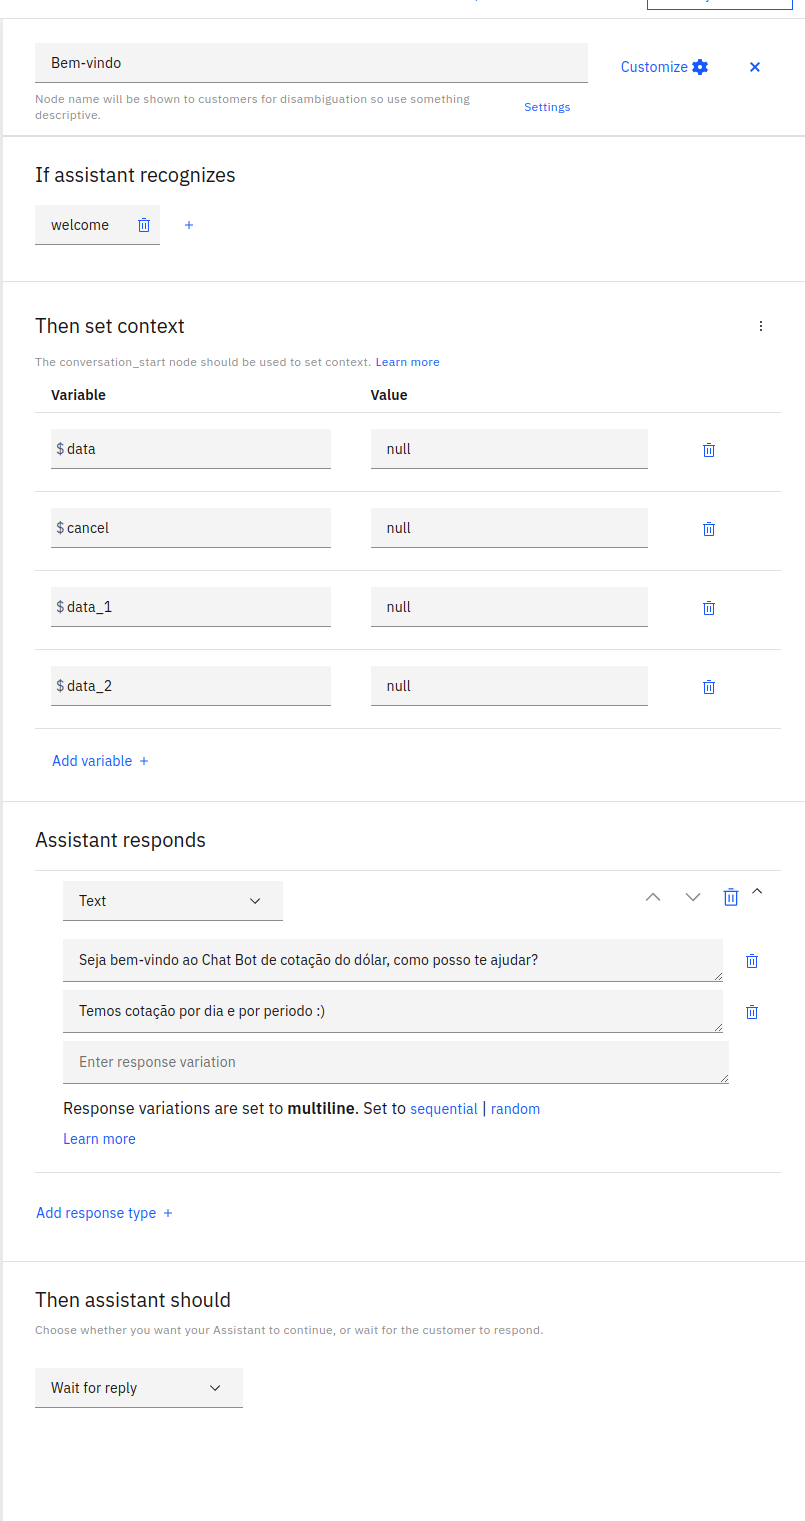 Bem-vindo
Customize
Node name will be shown to customers for disambiguation so use something
descriptive.
Settings
If assistant recognizes
welcome
Then set context
The conversation_start node should be used to set context. Learn more
Variable Value
$ data null
$ cancel null
$ data_1 null
$ data_2 null
Add variable +
Assistant responds
Text
Seja bem-vindo ao Chat Bot de cotação do dólar, como posso te ajudar?
Temos cotação por dia e por periodo :)
Enter response variation
Response variations are set to multiline. Set to sequential | random
Learn more
Add response type +
Then assistant should
Choose whether you want your Assistant to continue, or wait for the customer to respond.
Wait for reply